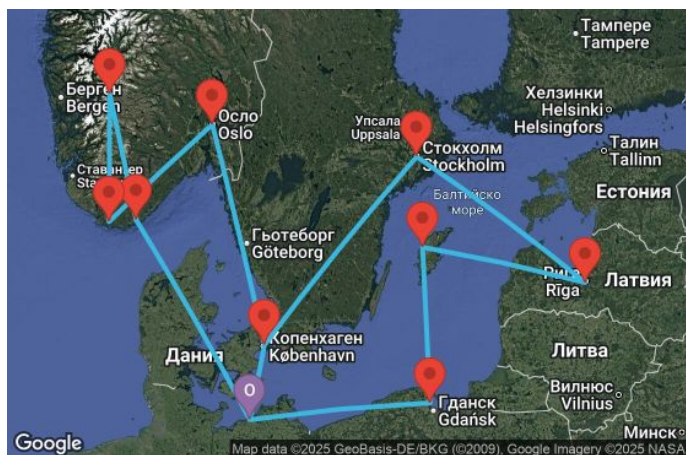 Тампере
Tampere
Берген
Bergen
Осло
Oslo
Хелзинки
Helsinki
Helsingfors
Упсала
Uppsala
Стокхолм
Stockholm
Талин
Tallinn
Ставангер
Естония
Балтийско
море
Гьотеборг
Göteborg
Рига
Rīga
Латвия
Копенхаген
København
Дания
Литва
Вилнюс
Vilnius
O
Гданск
Gdańsk
Минск
Google
Map data ©2025 GeoBasis-DE/BKG (©2009), Google Imagery ©2025 NASA